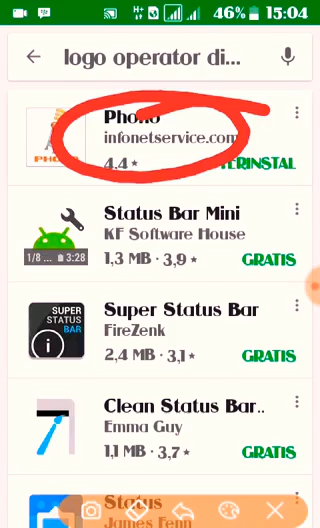 46% 15:04
logo operator di...
Phono
infonetservice.com
PHONO
4,4 ★
TERINSTAL
Status Bar Mini
KF Software House
1/8 ... 3:28
1,3 MB · 3,9 ★
GRATIS
SUPER
STATUS
BAR
Super Status Bar
FireZenk
2,4 MB · 3,1 ★
GRATIS
Clean Status Bar..
Emma Guy
1,1 MB · 3,7 ★
GRATIS
Status
James Fenn